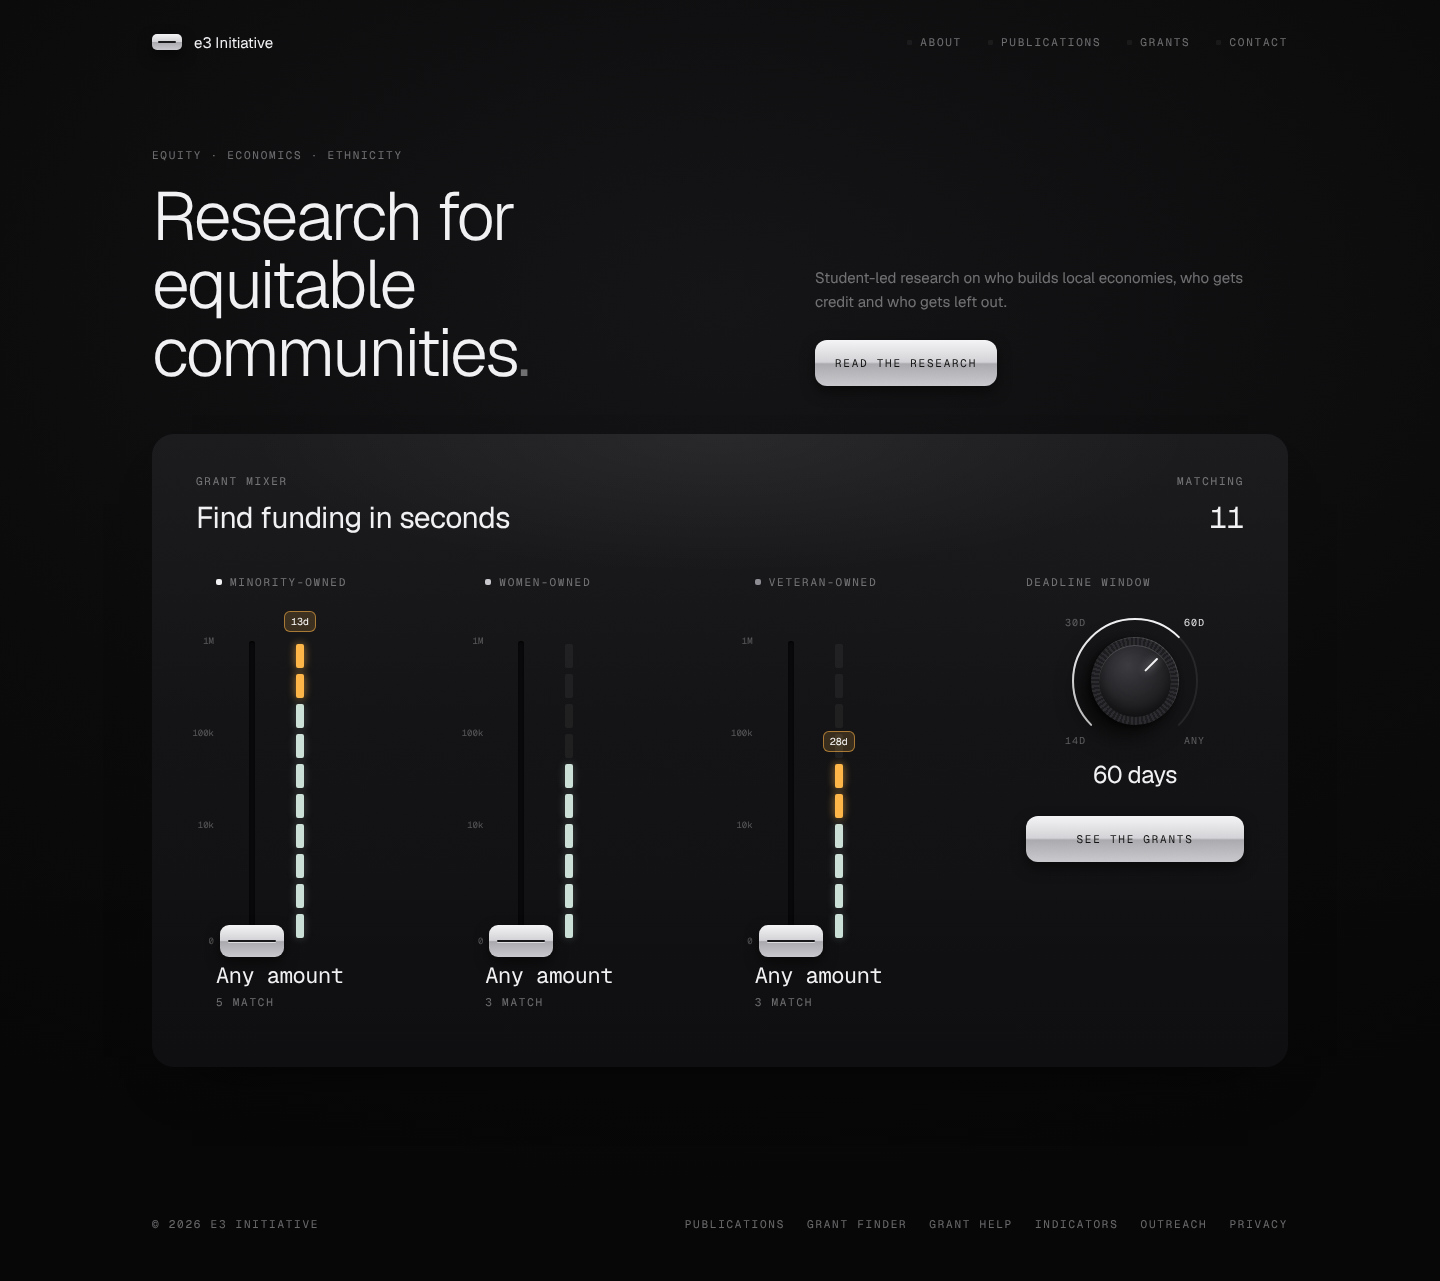 e3 Initiative
ABOUT
PUBLICATIONS
GRANTS
CONTACT
EQUITY · ECONOMICS · ETHNICITY
Research for
equitable
communities.
Student-led research on who builds local economies, who gets
credit and who gets left out.
READ THE RESEARCH
GRANT MIXER
MATCHING
Find funding in seconds
11
MINORITY-OWNED
13d
1M
100k
10k
0
Any amount
5 MATCH
WOMEN-OWNED
1M
100k
10k
0
Any amount
3 MATCH
VETERAN-OWNED
1M
100k
28d
10k
0
Any amount
3 MATCH
DEADLINE WINDOW
30D
60D
14D
ANY
60 days
SEE THE GRANTS
© 2026 E3 INITIATIVE
PUBLICATIONS
GRANT FINDER
GRANT HELP
INDICATORS
OUTREACH
PRIVACY